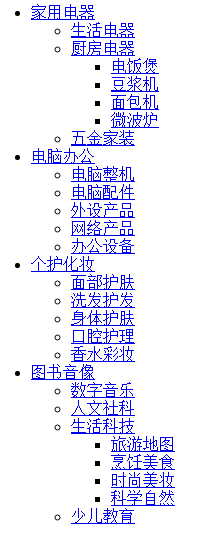 家用电器
生活电器
厨房电器
电饭煲
豆浆机
面包机
微波炉
五金家装
电脑办公
电脑整机
电脑配件
外设产品
网络产品
办公设备
个护化妆
面部护肤
洗发护发
身体护肤
口腔护理
香水彩妆
图书音像
数字音乐
人文社科
生活科技
旅游地图
烹饪美食
时尚美妆
科学自然
少儿教育